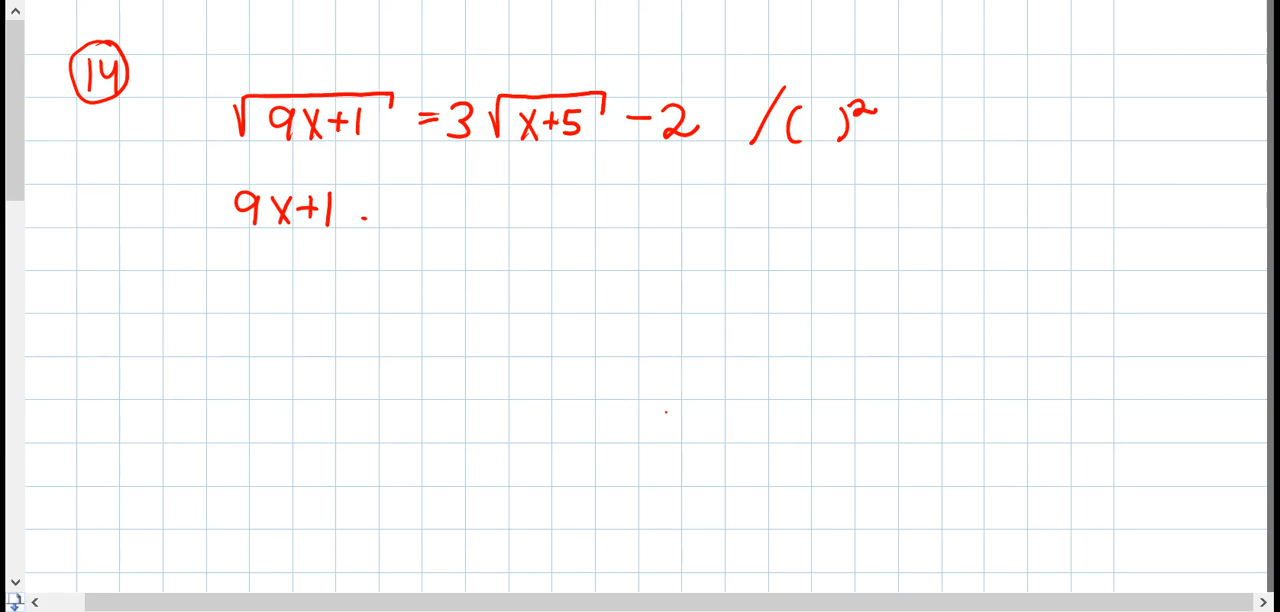 14
√(9x+1) = 3√(x+5) - 2 /( )²
9x+1 .